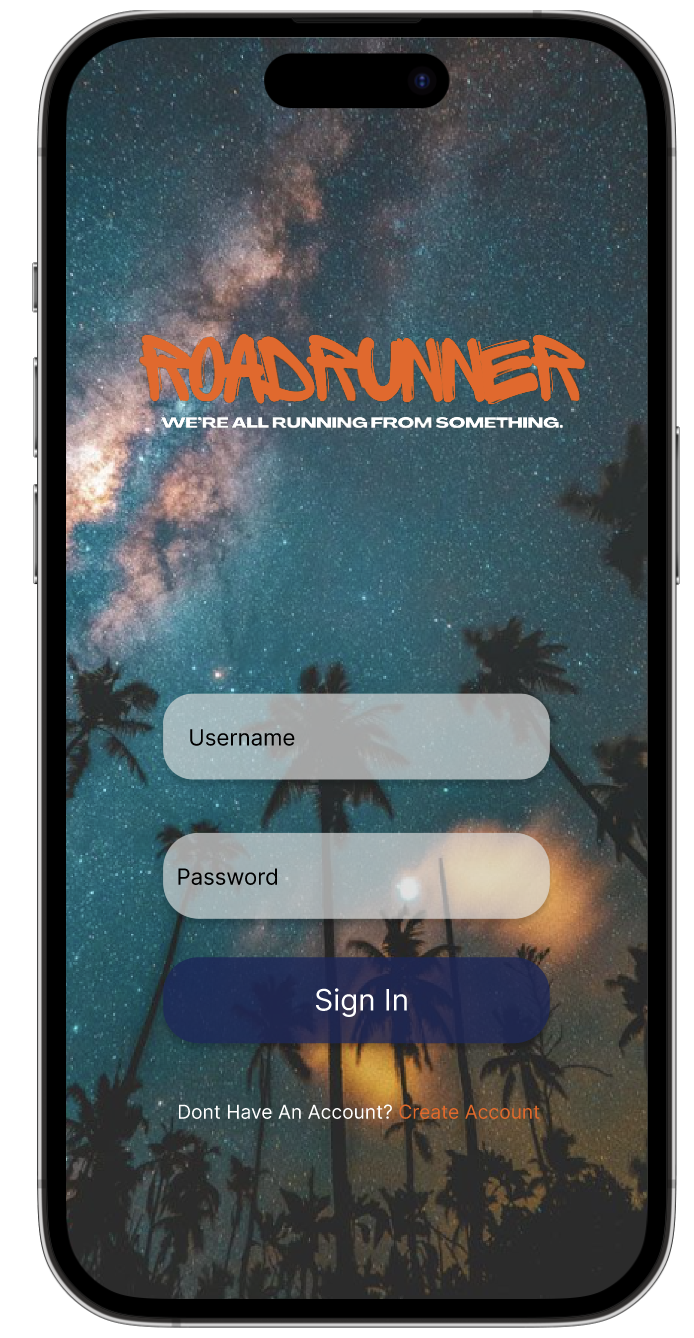 ROADRUNNER
WE'RE ALL RUNNING FROM SOMETHING.
Username
Password
Sign In
Dont Have An Account? Create Account